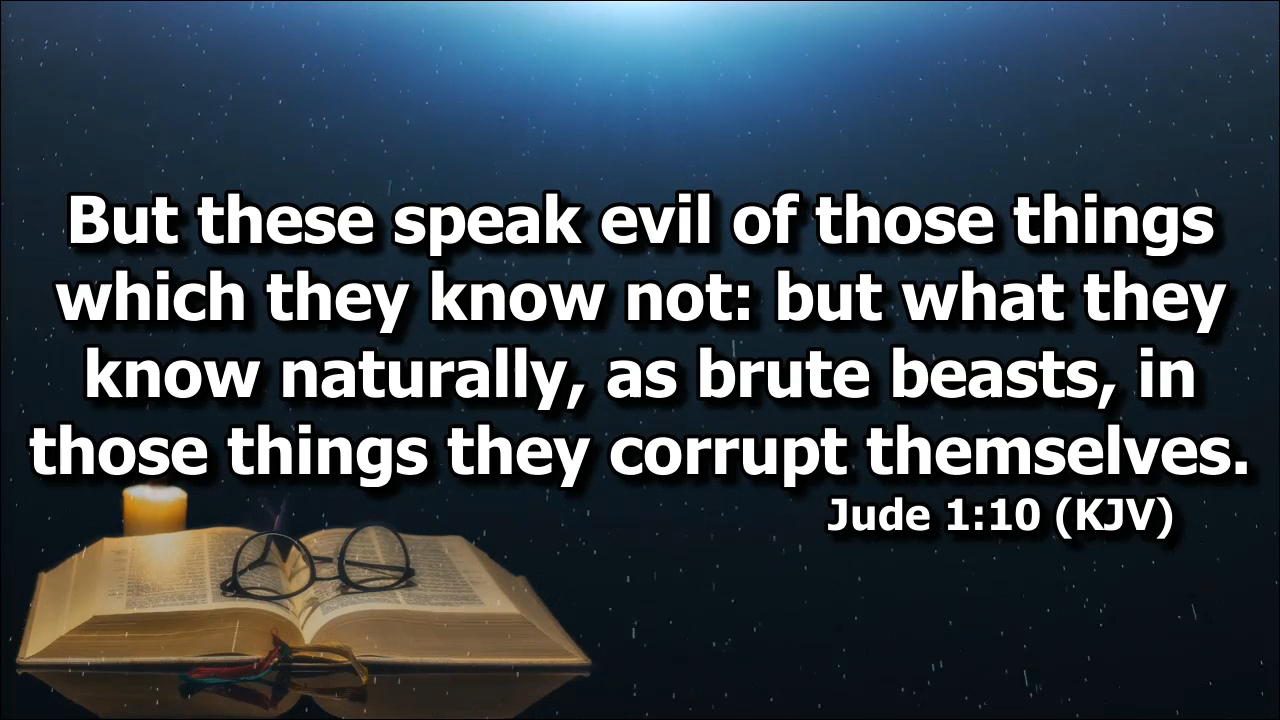 But these speak evil of those things
which they know not: but what they
know naturally, as brute beasts, in
those things they corrupt themselves.
Jude 1:10 (KJV)